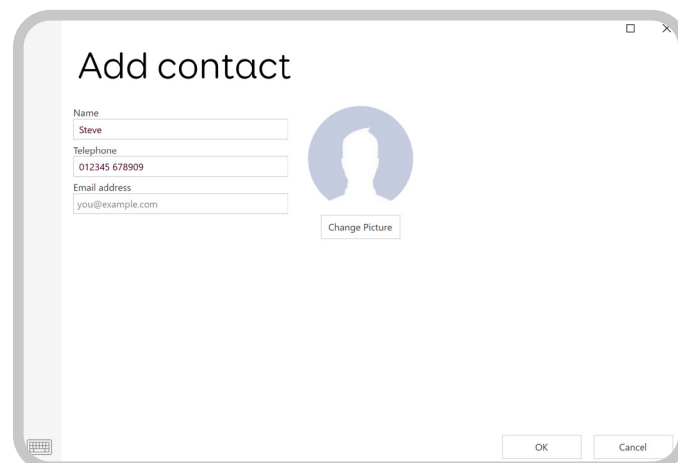 Add contact
Name
Steve
Telephone
012345 678909
Email address
you@example.com
Change Picture
OK
Cancel